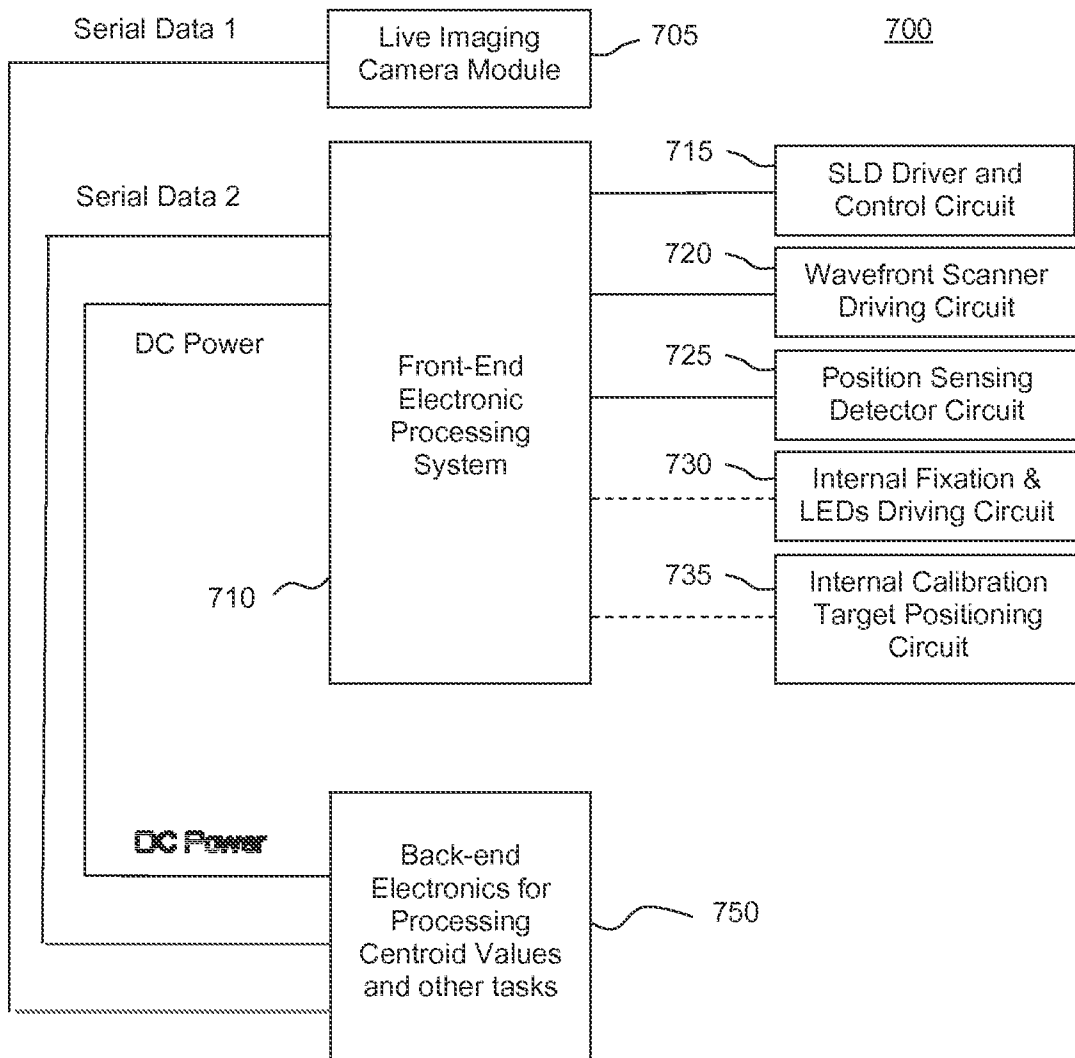 Serial Data 1
Live Imaging
Camera Module
705
700
Serial Data 2
715
SLD Driver and
Control Circuit
720
Wavefront Scanner
Driving Circuit
DC Power
725
Position Sensing
Detector Circuit
Front-End
Electronic
Processing
System
730
Internal Fixation &
LEDs Driving Circuit
710
735
Internal Calibration
Target Positioning
Circuit
DC Power
Back-end
Electronics for
Processing
Centroid Values
and other tasks
750